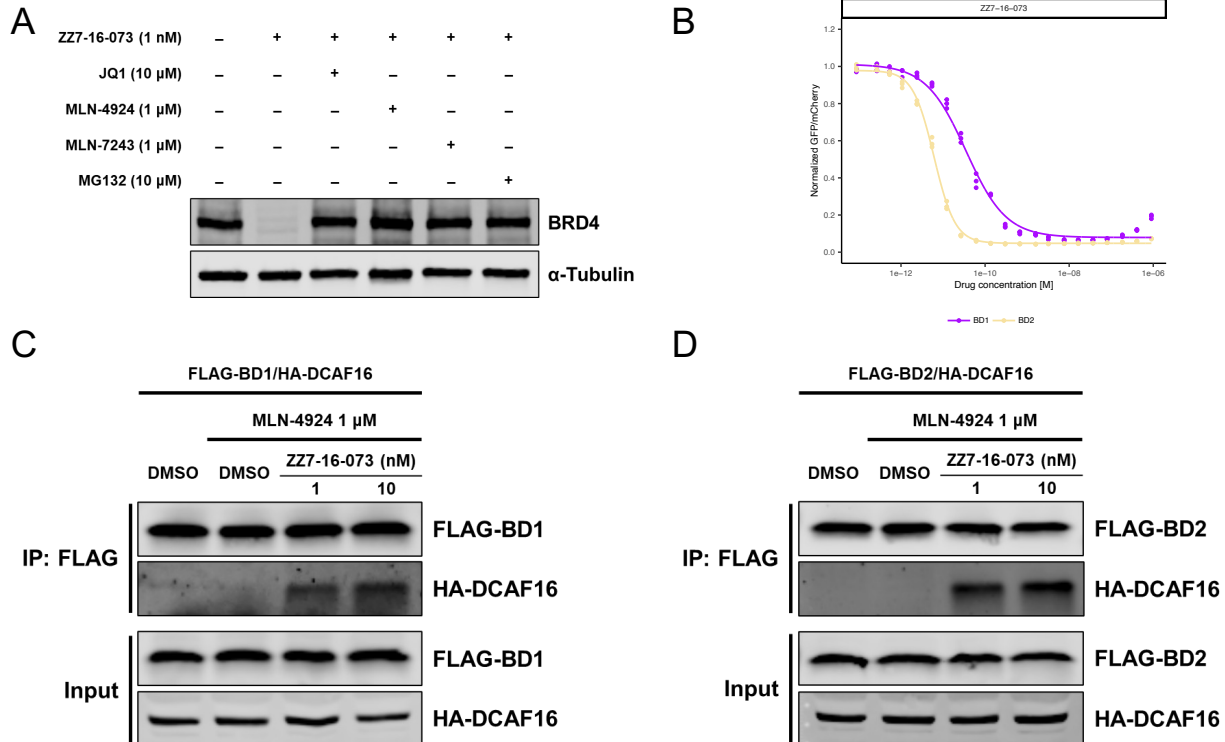 A
ZZ7-16-073 (1 nM) – + + + + +
JQ1 (10 µM) – – + – – –
MLN-4924 (1 µM) – – – + – –
MLN-7243 (1 µM) – – – – + –
MG132 (10 µM) – – – – – +
BRD4
α-Tubulin
B
ZZ7−16−073
1.2
1.0
0.8
0.6
0.4
0.2
0.0
Normalized GFP/mCherry
1e−12 1e−10 1e−08 1e−06
Drug concentration [M]
BD1 BD2
C
FLAG-BD1/HA-DCAF16
MLN-4924 1 µM
DMSO DMSO ZZ7-16-073 (nM)
1 10
IP: FLAG
FLAG-BD1
HA-DCAF16
Input
FLAG-BD1
HA-DCAF16
D
FLAG-BD2/HA-DCAF16
MLN-4924 1 µM
DMSO DMSO ZZ7-16-073 (nM)
1 10
IP: FLAG
FLAG-BD2
HA-DCAF16
Input
FLAG-BD2
HA-DCAF16